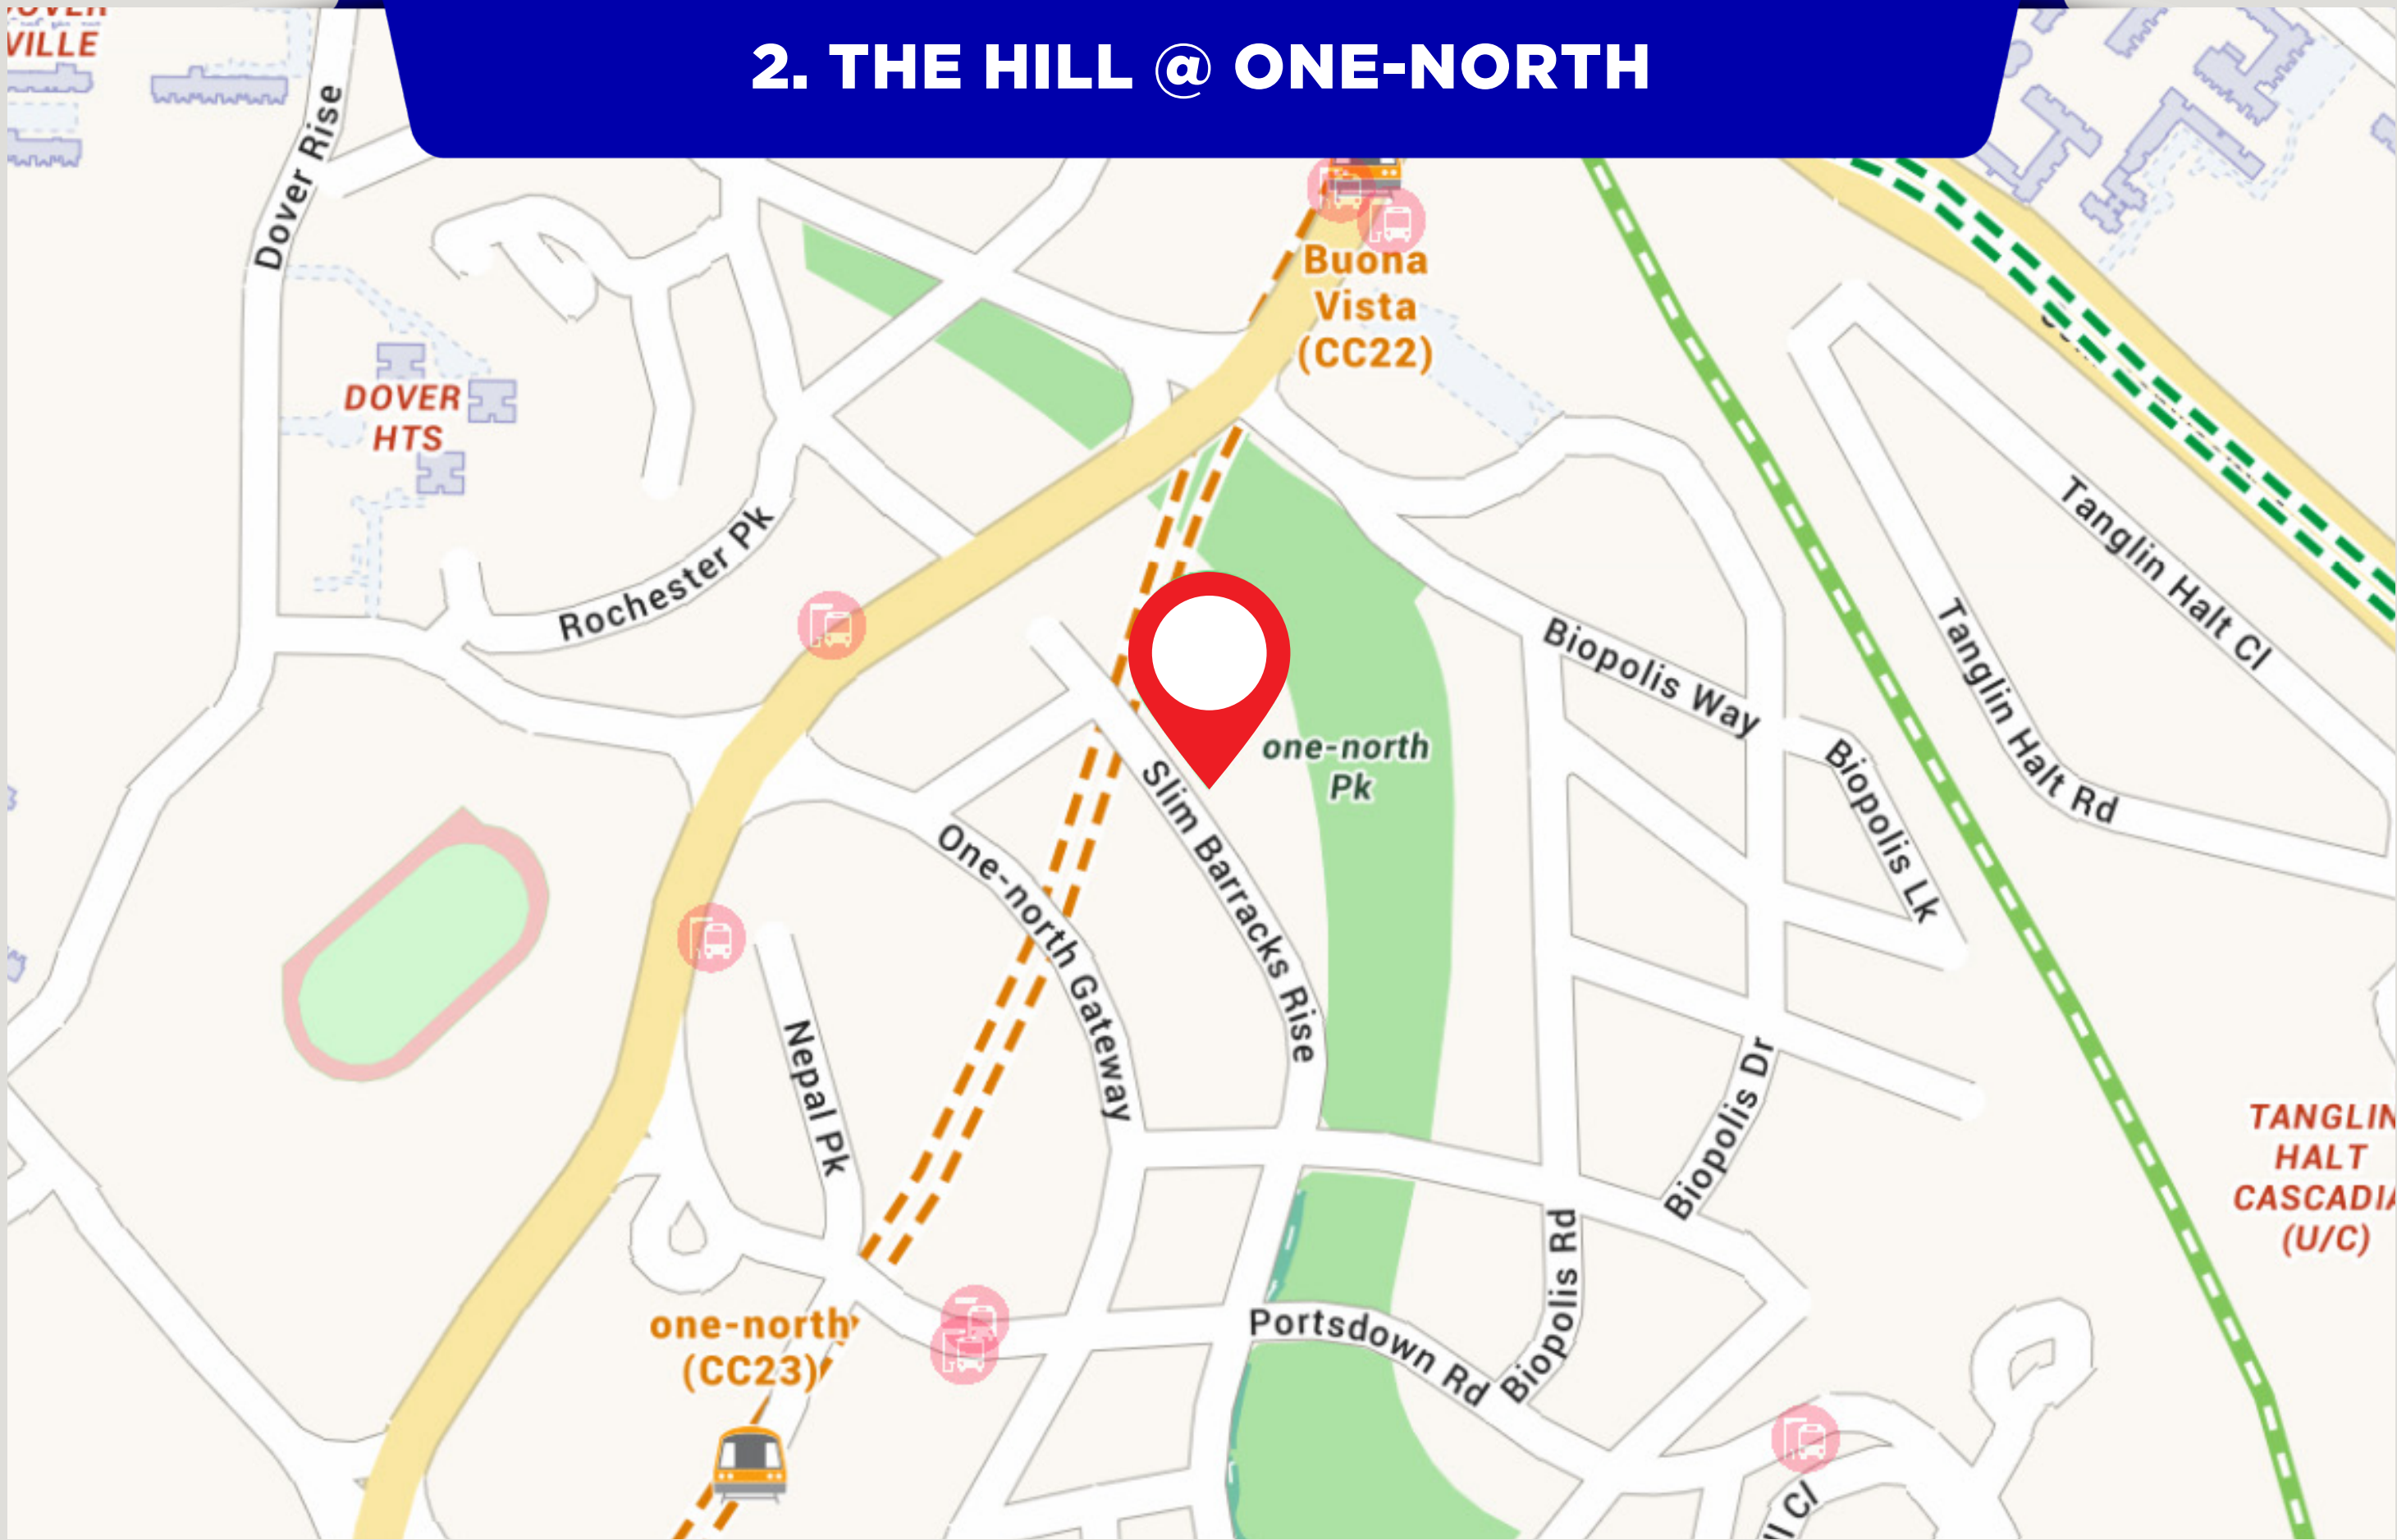 2. THE HILL @ ONE-NORTH
VILLE
Dover Rise
Buona
Vista
(CC22)
DOVER
HTS
Tanglin Halt Cl
Rochester Pk
Biopolis Way
Tanglin Halt Rd
one-north
Pk
Biopolis Lk
Slim Barracks Rise
One-north Gateway
Nepal Pk
Biopolis Dr
TANGLIN
HALT
CASCADIA
(U/C)
Biopolis Rd
Portsdown Rd
one-north
(CC23)
Cl